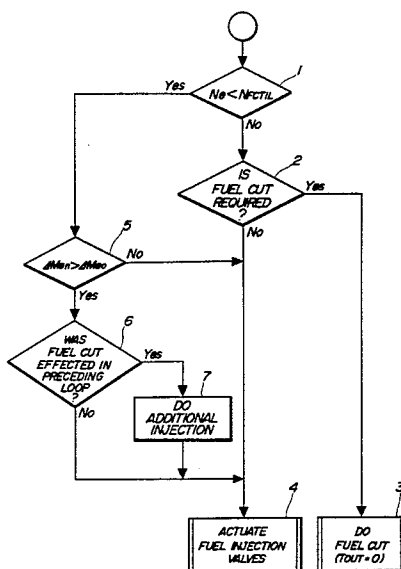 1
Yes
Ne < NFCTiL
No
2
IS
FUEL CUT
REQUIRED
?
Yes
No
5
ΔMen > ΔMeo
No
Yes
6
WAS
FUEL CUT
EFFECTED IN
PRECEDING
LOOP
?
Yes
No
7
DO
ADDITIONAL
INJECTION
4
ACTUATE
FUEL INJECTION
VALVES
3
DO
FUEL CUT
(TOUT = 0)